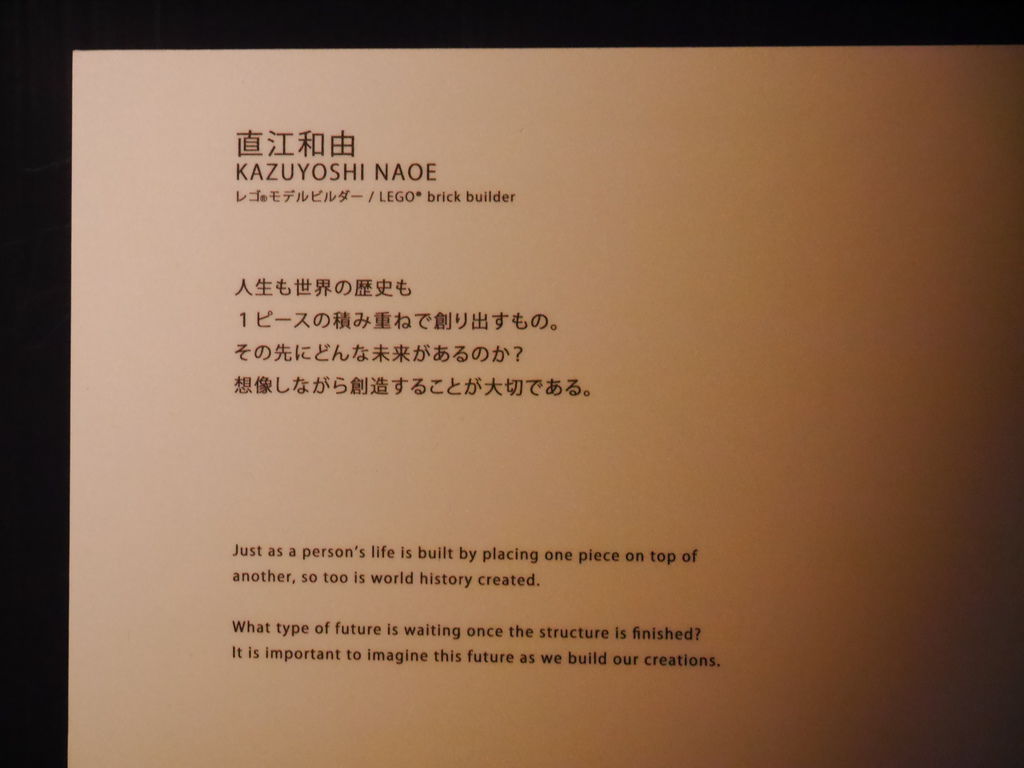 直江和由
KAZUYOSHI NAOE
レゴ®モデルビルダー / LEGO® brick builder
人生も世界の歴史も
1ピースの積み重ねで創り出すもの。
その先にどんな未来があるのか?
想像しながら創造することが大切である。
Just as a person's life is built by placing one piece on top of
another, so too is world history created.
What type of future is waiting once the structure is finished?
It is important to imagine this future as we build our creations.